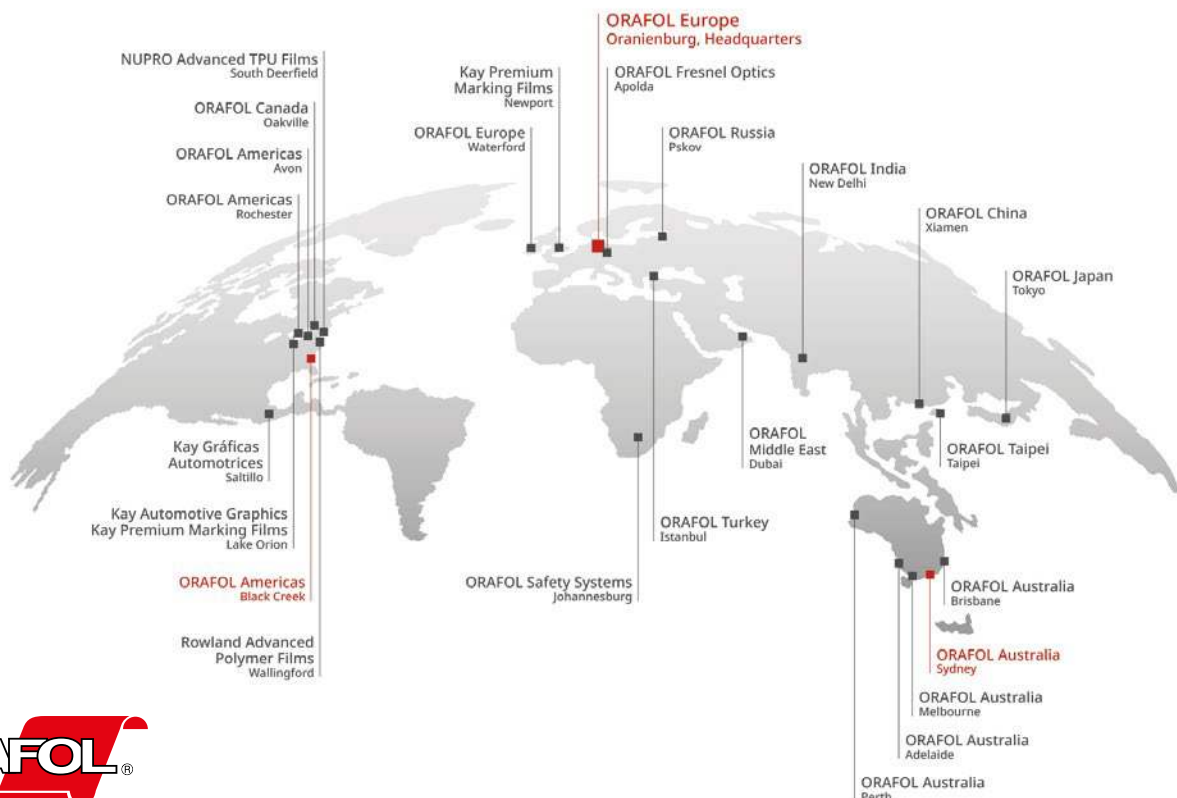 ORAFOL Europe
Oranienburg, Headquarters
NUPRO Advanced TPU Films
South Deerfield
Kay Premium
Marking Films
Newport
ORAFOL Fresnel Optics
Apolda
ORAFOL Canada
Oakville
ORAFOL Europe
Waterford
ORAFOL Russia
Pskov
ORAFOL Americas
Avon
ORAFOL India
New Delhi
ORAFOL Americas
Rochester
ORAFOL China
Xiamen
ORAFOL Japan
Tokyo
Kay Gráficas
Automotrices
Saltillo
ORAFOL
Middle East
Dubai
ORAFOL Taipei
Taipei
Kay Automotive Graphics
Kay Premium Marking Films
Lake Orion
ORAFOL Turkey
Istanbul
ORAFOL Americas
Black Creek
ORAFOL Safety Systems
Johannesburg
ORAFOL Australia
Brisbane
Rowland Advanced
Polymer Films
Wallingford
ORAFOL Australia
Sydney
ORAFOL Australia
Melbourne
ORAFOL Australia
Adelaide
ORAFOL Australia
Perth
AFOL®